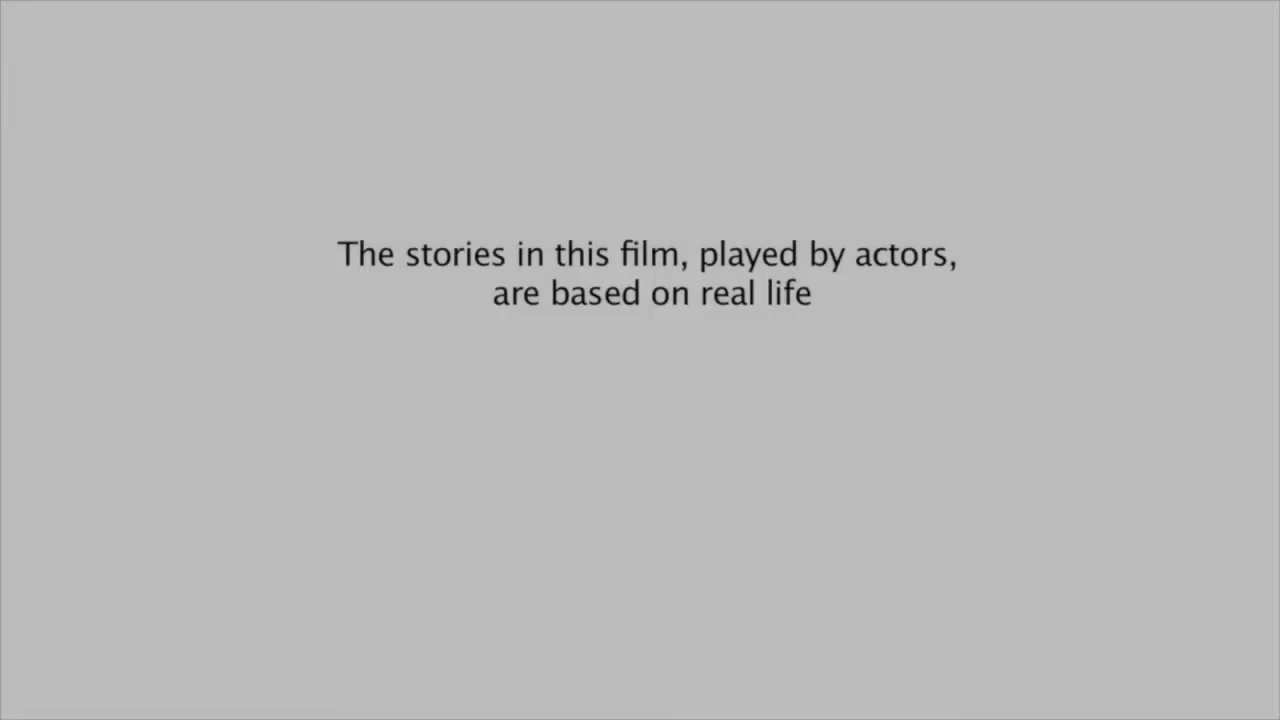 The stories in this film, played by actors,
are based on real life